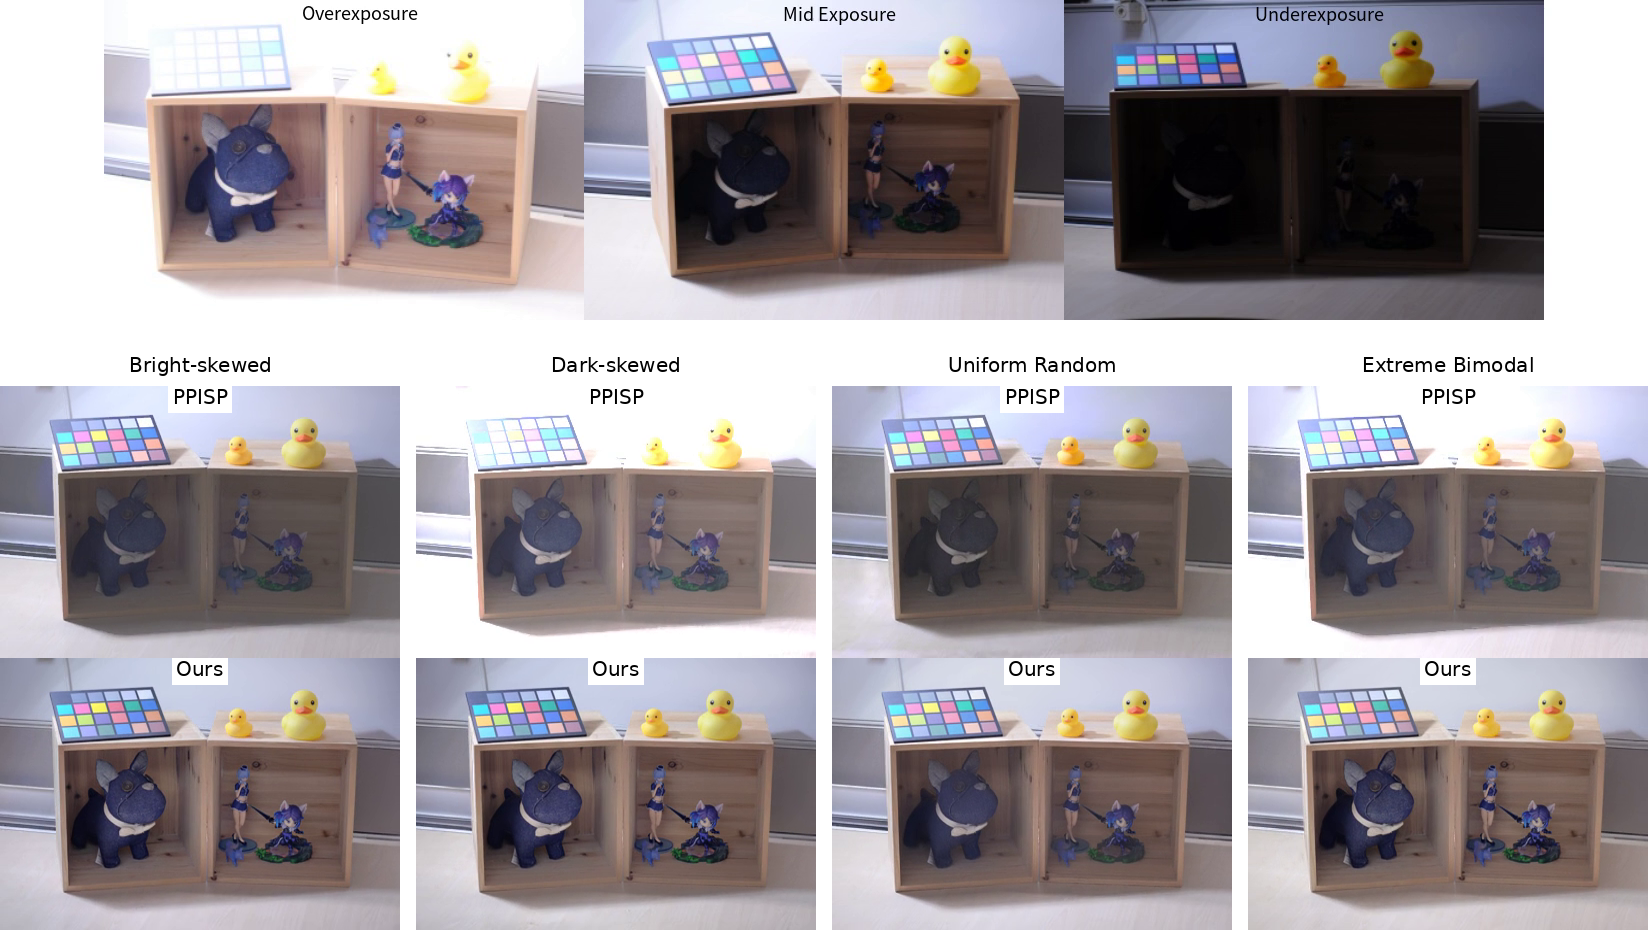 Overexposure
Mid Exposure
Underexposure
Bright-skewed
Dark-skewed
Uniform Random
Extreme Bimodal
PPISP
PPISP
PPISP
PPISP
Ours
Ours
Ours
Ours